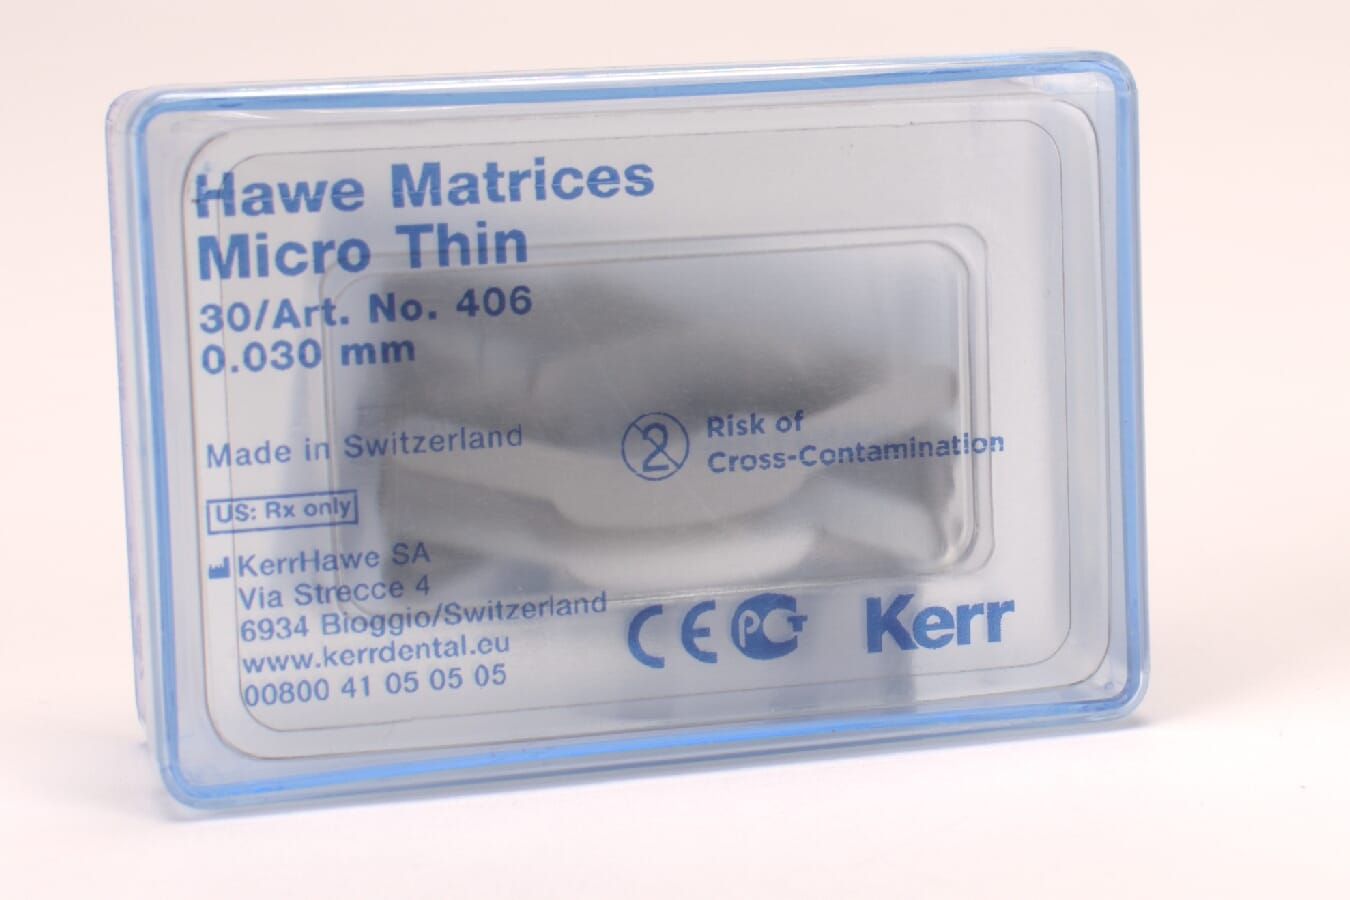 Hawe Matrices
Micro Thin
30/Art. No. 406
0.030 mm
Made in Switzerland
2 Risk of
Cross-Contamination
US: Rx only
KerrHawe SA
Via Strecce 4
6934 Bioggio/Switzerland
www.kerrdental.eu
00800 41 05 05 05
CE PCT Kerr